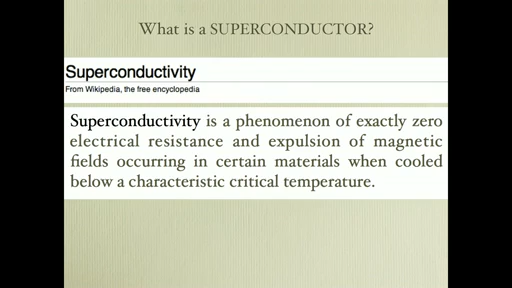 What is a SUPERCONDUCTOR?
Superconductivity
From Wikipedia, the free encyclopedia
Superconductivity is a phenomenon of exactly zero
electrical resistance and expulsion of magnetic
fields occurring in certain materials when cooled
below a characteristic critical temperature.